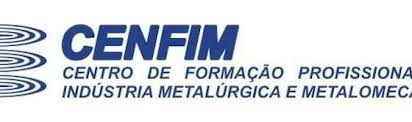 CENFIM
CENTRO DE FORMAÇÃO PROFISSIONA
INDÚSTRIA METALÚRGICA E METALOMECA